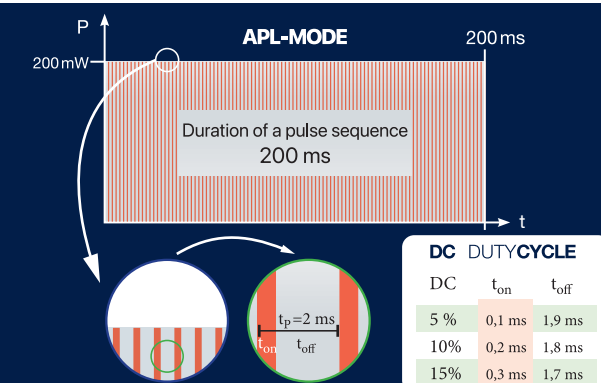 P
APL-MODE
200 ms
200 mW
Duration of a pulse sequence
200 ms
t
DC DUTYCYCLE
DC ton toff
5 % 0,1 ms 1,9 ms
10% 0,2 ms 1,8 ms
15% 0,3 ms 1,7 ms
tP=2 ms
ton toff